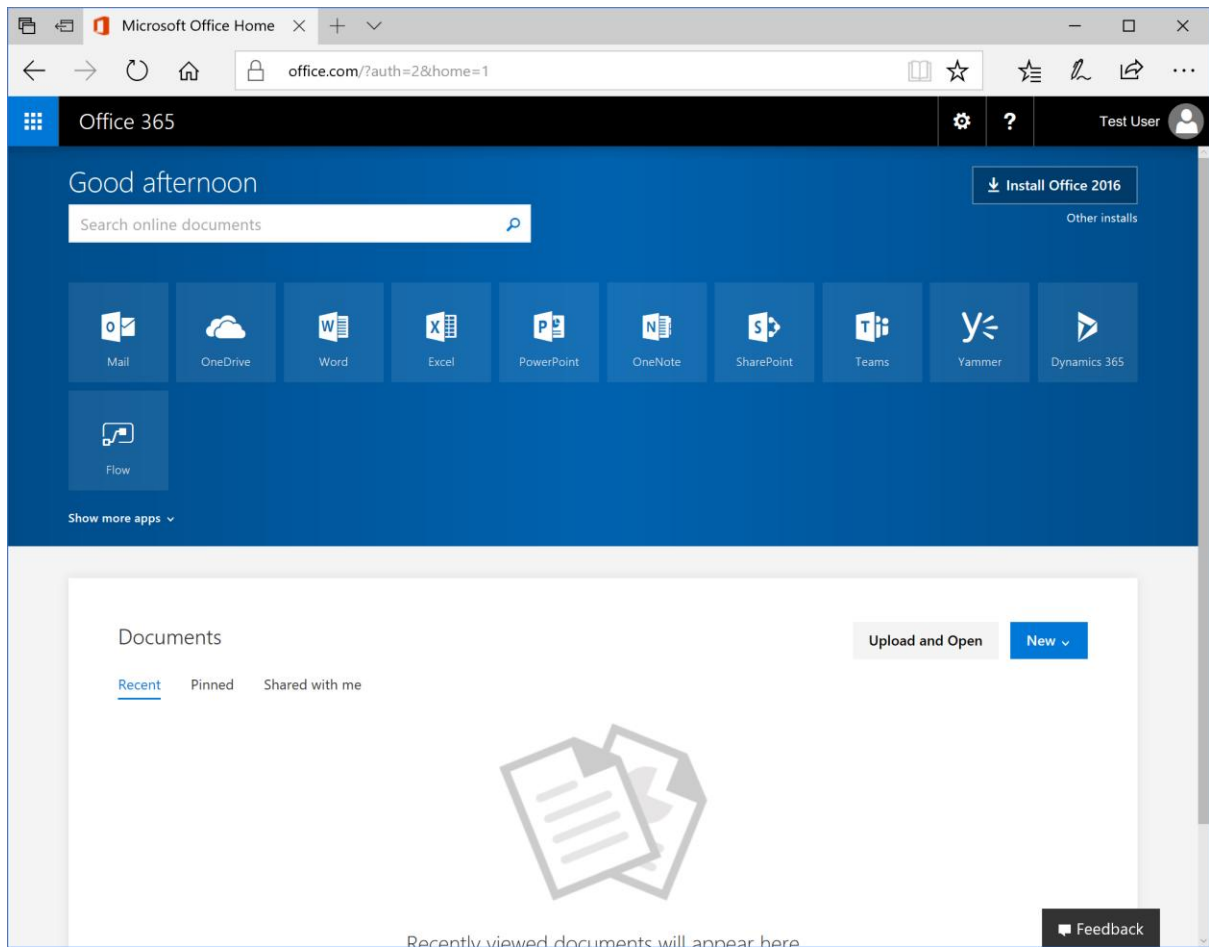 Microsoft Office Home
office.com/?auth=2&home=1
Office 365
?
Test User
Good afternoon
Install Office 2016
Search online documents
Other installs
Mail
OneDrive
Word
Excel
PowerPoint
OneNote
SharePoint
Teams
Yammer
Dynamics 365
Flow
Show more apps
Documents
Upload and Open
New
Recent
Pinned
Shared with me
Recently viewed documents will appear here
Feedback